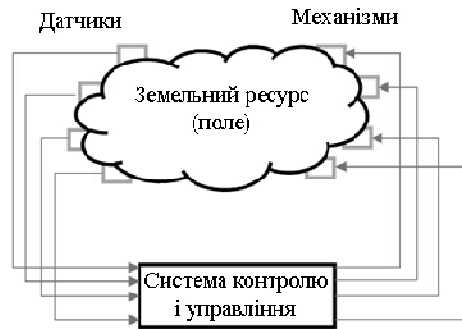 Датчики
Механізми
Земельний ресурс
(поле)
Система контролю
і управління